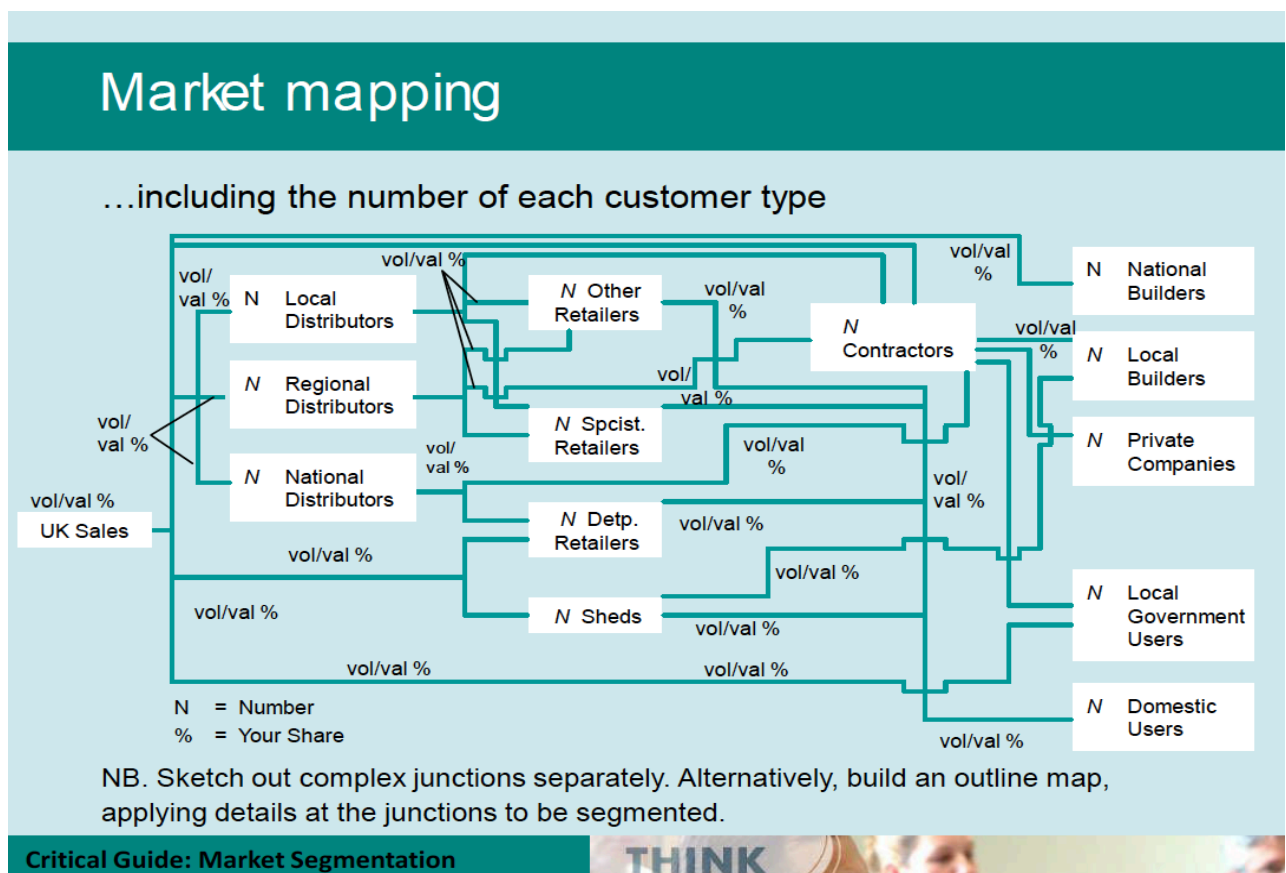 Market mapping
…including the number of each customer type
vol/val %
vol/
val %
N Local
Distributors
N Other
Retailers
vol/val
%
vol/val
%
N National
Builders
N
Contractors
vol/val
%
N Local
Builders
N Regional
Distributors
vol/
val %
vol/
val %
N Spcist.
Retailers
N Private
Companies
vol/
val %
N National
Distributors
vol/val
%
vol/
val %
vol/val %
UK Sales
N Detp.
Retailers
vol/val %
vol/val %
vol/val %
N Sheds
vol/val %
vol/val %
N Local
Government
Users
vol/val %
vol/val %
N Domestic
Users
vol/val %
N = Number
% = Your Share
NB. Sketch out complex junctions separately. Alternatively, build an outline map,
applying details at the junctions to be segmented.
Critical Guide: Market Segmentation
THINK